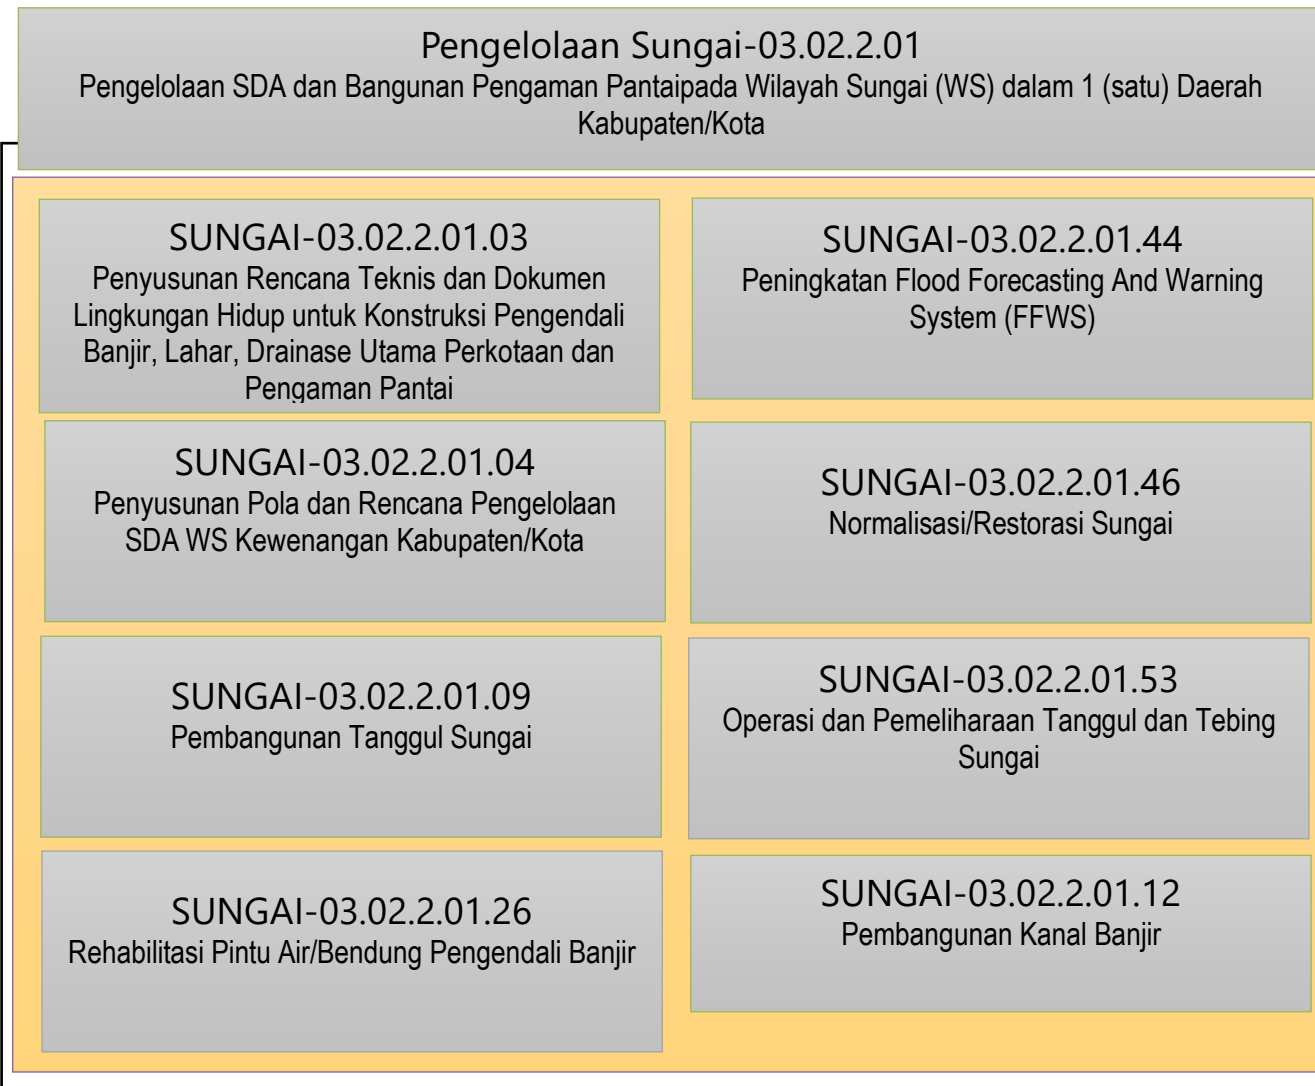 Pengelolaan Sungai-03.02.2.01
Pengelolaan SDA dan Bangunan Pengaman Pantaipada Wilayah Sungai (WS) dalam 1 (satu) Daerah
Kabupaten/Kota
SUNGAI-03.02.2.01.03
Penyusunan Rencana Teknis dan Dokumen
Lingkungan Hidup untuk Konstruksi Pengendali
Banjir, Lahar, Drainase Utama Perkotaan dan
Pengaman Pantai
SUNGAI-03.02.2.01.44
Peningkatan Flood Forecasting And Warning
System (FFWS)
SUNGAI-03.02.2.01.04
Penyusunan Pola dan Rencana Pengelolaan
SDA WS Kewenangan Kabupaten/Kota
SUNGAI-03.02.2.01.46
Normalisasi/Restorasi Sungai
SUNGAI-03.02.2.01.09
Pembangunan Tanggul Sungai
SUNGAI-03.02.2.01.53
Operasi dan Pemeliharaan Tanggul dan Tebing
Sungai
SUNGAI-03.02.2.01.26
Rehabilitasi Pintu Air/Bendung Pengendali Banjir
SUNGAI-03.02.2.01.12
Pembangunan Kanal Banjir